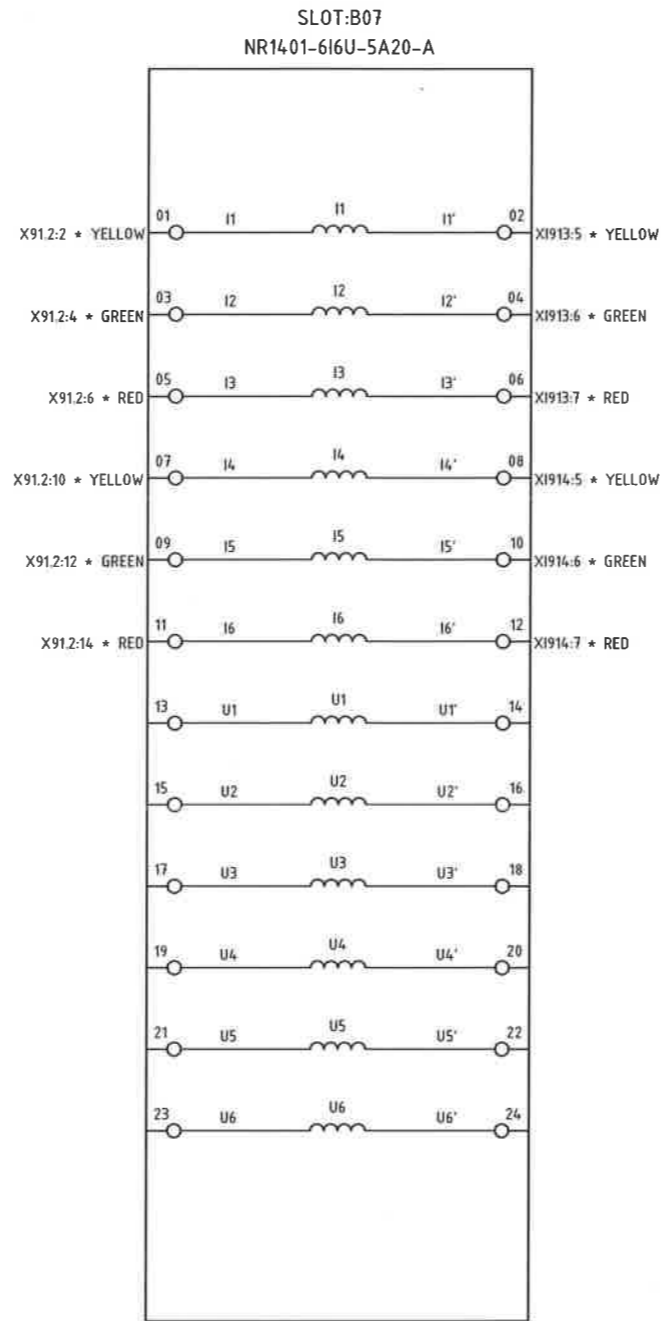 SLOT:B07
NR1401-6I6U-5A20-A
X91.2:2 * YELLOW 01 I1 I1 I1' 02 XI913:5 * YELLOW
X91.2:4 * GREEN 03 I2 I2 I2' 04 XI913:6 * GREEN
X91.2:6 * RED 05 I3 I3 I3' 06 XI913:7 * RED
X91.2:10 * YELLOW 07 I4 I4 I4' 08 XI914:5 * YELLOW
X91.2:12 * GREEN 09 I5 I5 I5' 10 XI914:6 * GREEN
X91.2:14 * RED 11 I6 I6 I6' 12 XI914:7 * RED
13 U1 U1 U1' 14
15 U2 U2 U2' 16
17 U3 U3 U3' 18
19 U4 U4 U4' 20
21 U5 U5 U5' 22
23 U6 U6 U6' 24